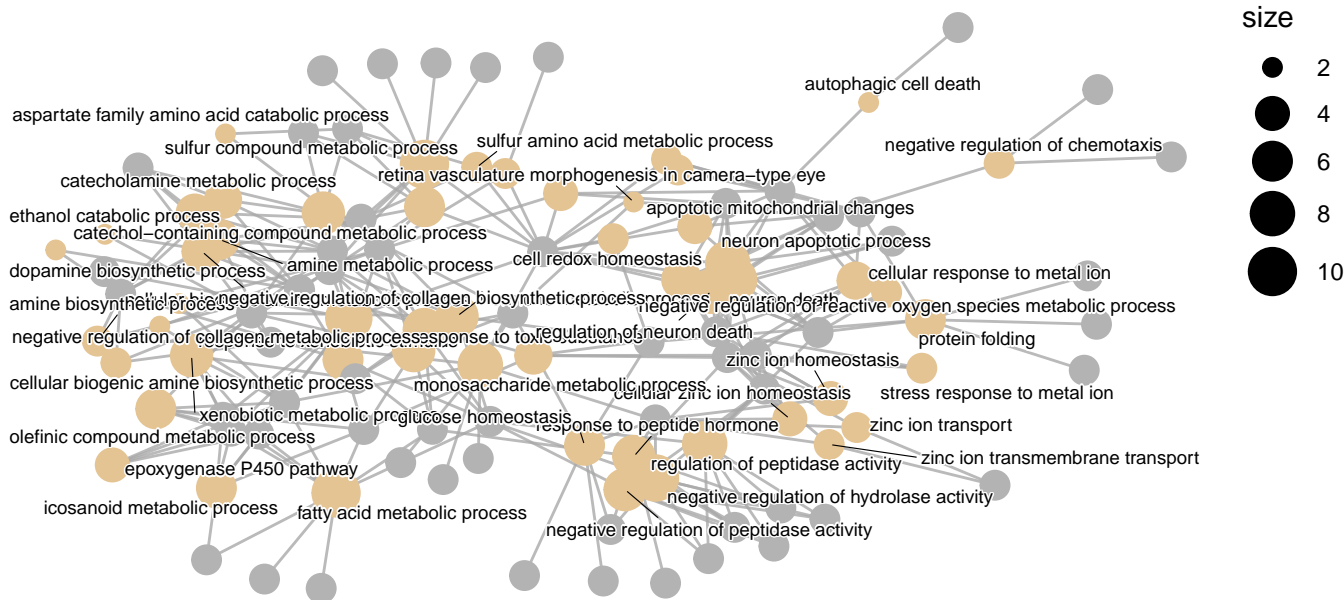 size
2
4
6
8
10
autophagic cell death
aspartate family amino acid catabolic process
sulfur amino acid metabolic process
sulfur compound metabolic process
negative regulation of chemotaxis
retina vasculature morphogenesis in camera−type eye
catecholamine metabolic process
apoptotic mitochondrial changes
ethanol catabolic process
catechol−containing compound metabolic process
neuron apoptotic process
cell redox homeostasis
amine metabolic process
dopamine biosynthetic process
cellular response to metal ion
amine biosynthetic process
negative regulation of collagen biosynthetic process
neuron death
negative regulation of reactive oxygen species metabolic process
negative regulation of collagen metabolic process
regulation of neuron death
protein folding
zinc ion homeostasis
cellular biogenic amine biosynthetic process
monosaccharide metabolic process
cellular zinc ion homeostasis
stress response to metal ion
xenobiotic metabolic
glucose homeostasis
response to peptide hormone
zinc ion transport
olefinic compound metabolic process
zinc ion transmembrane transport
epoxygenase P450 pathway
regulation of peptidase activity
negative regulation of hydrolase activity
icosanoid metabolic process
fatty acid metabolic process
negative regulation of peptidase activity